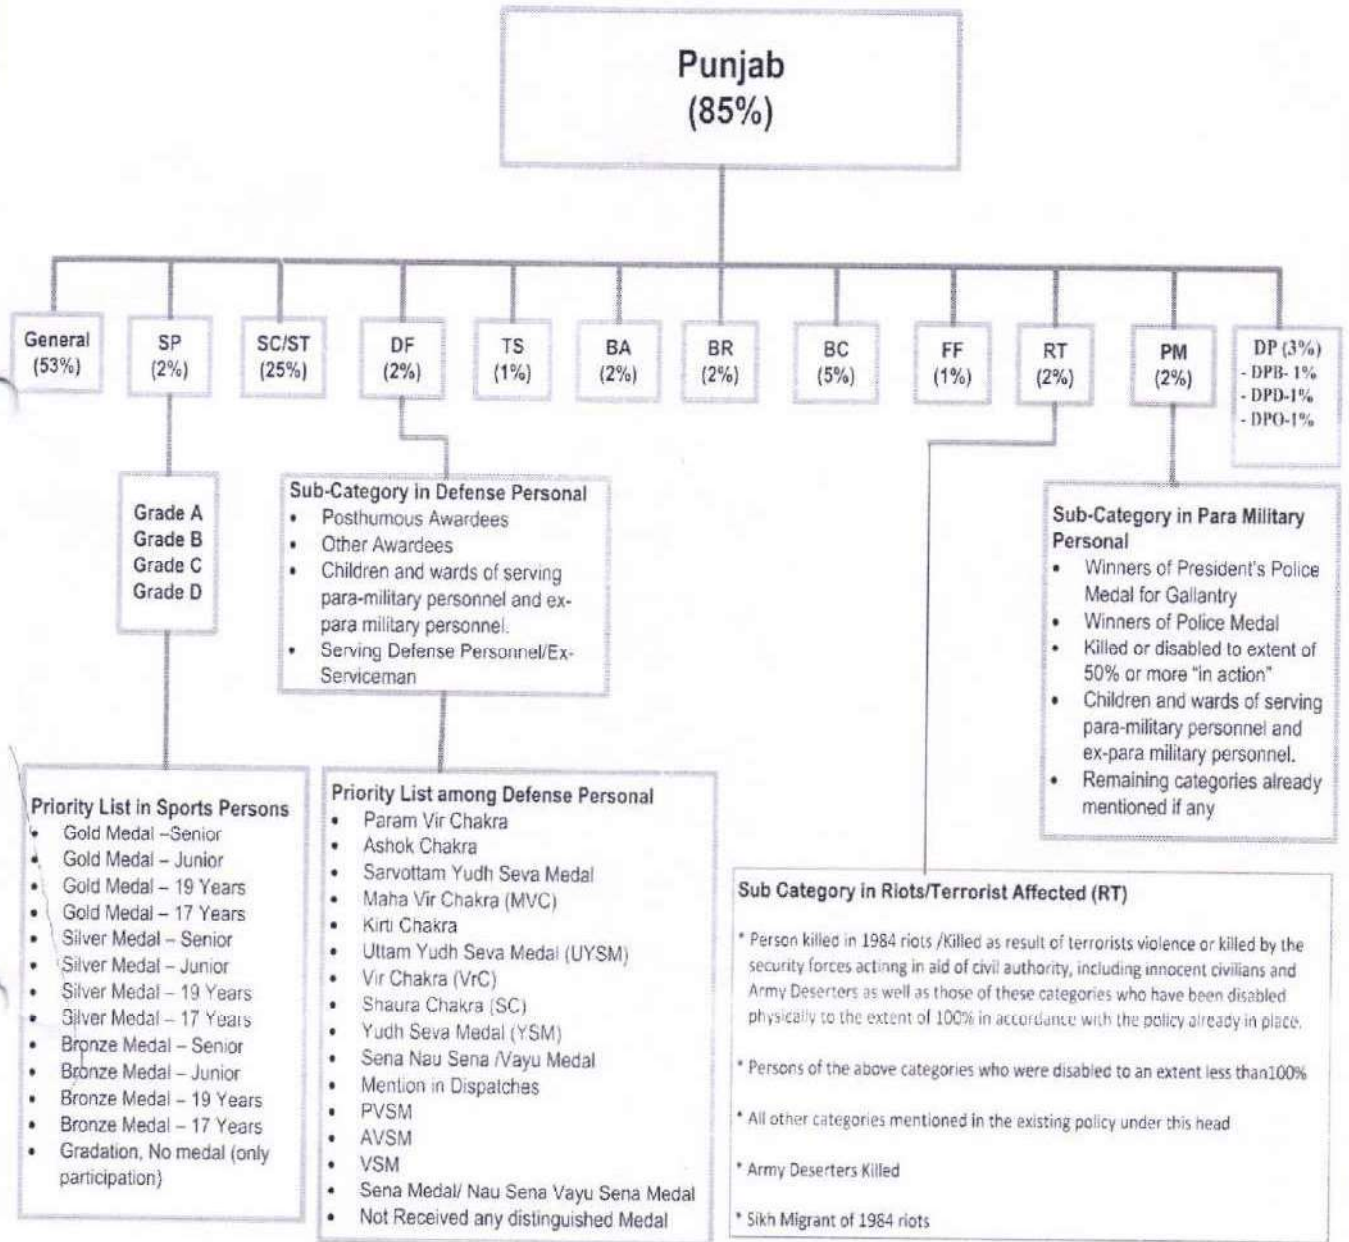 Punjab
(85%)
General
(53%)
SP
(2%)
SC/ST
(25%)
DF
(2%)
TS
(1%)
BA
(2%)
BR
(2%)
BC
(5%)
FF
(1%)
RT
(2%)
PM
(2%)
DP (3%)
- DPB- 1%
- DPD-1%
- DPO-1%
Grade A
Grade B
Grade C
Grade D
Sub-Category in Defense Personal
• Posthumous Awardees
• Other Awardees
• Children and wards of serving
para-military personnel and ex-
para military personnel.
• Serving Defense Personnel/Ex-
Serviceman
Sub-Category in Para Military
Personal
• Winners of President's Police
Medal for Gallantry
• Winners of Police Medal
• Killed or disabled to extent of
50% or more "in action"
• Children and wards of serving
para-military personnel and
ex-para military personnel.
• Remaining categories already
mentioned if any
Priority List in Sports Persons
• Gold Medal –Senior
• Gold Medal – Junior
• Gold Medal – 19 Years
• Gold Medal – 17 Years
• Silver Medal – Senior
• Silver Medal – Junior
• Silver Medal – 19 Years
• Silver Medal – 17 Years
• Bronze Medal – Senior
• Bronze Medal – Junior
• Bronze Medal – 19 Years
• Bronze Medal – 17 Years
• Gradation, No medal (only
participation)
Priority List among Defense Personal
• Param Vir Chakra
• Ashok Chakra
• Sarvottam Yudh Seva Medal
• Maha Vir Chakra (MVC)
• Kirti Chakra
• Uttam Yudh Seva Medal (UYSM)
• Vir Chakra (VrC)
• Shaura Chakra (SC)
• Yudh Seva Medal (YSM)
• Sena Nau Sena /Vayu Medal
• Mention in Dispatches
• PVSM
• AVSM
• VSM
• Sena Medal/ Nau Sena Vayu Sena Medal
• Not Received any distinguished Medal
Sub Category in Riots/Terrorist Affected (RT)
* Person killed in 1984 riots /Killed as result of terrorists violence or killed by the
security forces actinng in aid of civil authority, including innocent civilians and
Army Deserters as well as those of these categories who have been disabled
physically to the extent of 100% in accordance with the policy already in place.
* Persons of the above categories who were disabled to an extent less than100%
* All other categories mentioned in the existing policy under this head
* Army Deserters Killed
* Sikh Migrant of 1984 riots